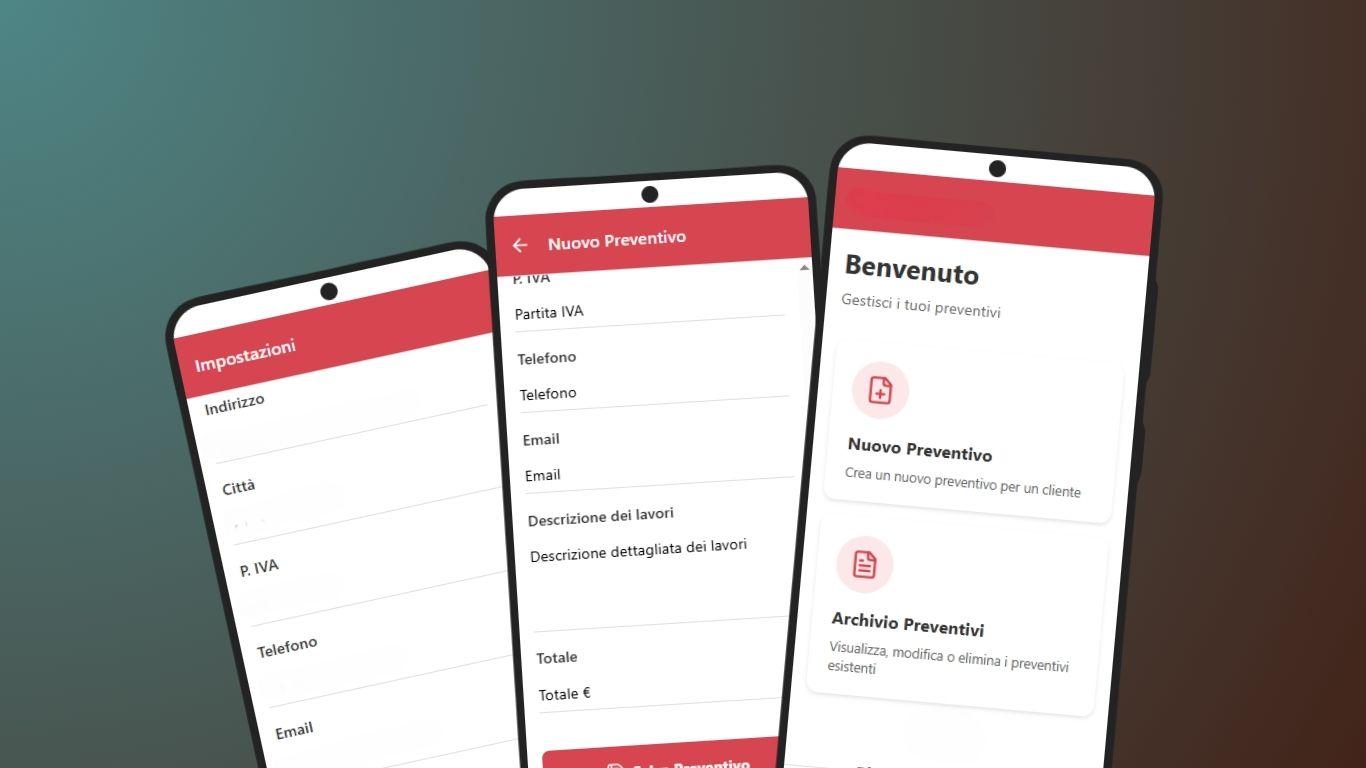 Impostazioni
Indirizzo
Città
P. IVA
Telefono
Email
Nuovo Preventivo
P. IVA
Partita IVA
Telefono
Telefono
Email
Email
Descrizione dei lavori
Descrizione dettagliata dei lavori
Totale
Totale €
Salva Preventivo
Benvenuto
Gestisci i tuoi preventivi
Nuovo Preventivo
Crea un nuovo preventivo per un cliente
Archivio Preventivi
Visualizza, modifica o elimina i preventivi
esistenti